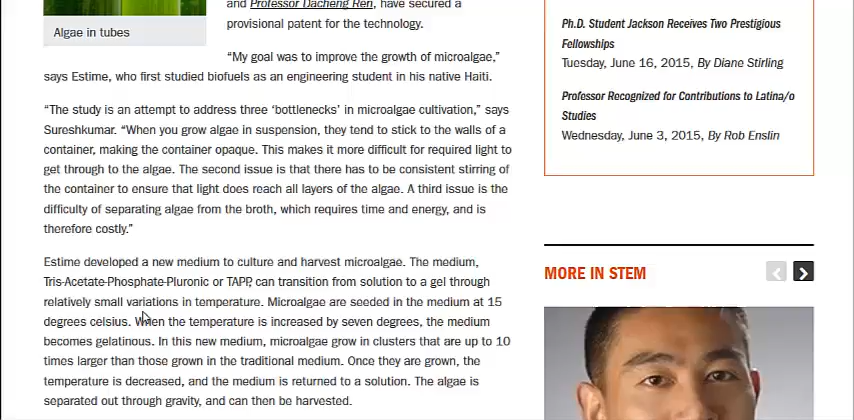 and Professor Dacheng Ren, have secured a
provisional patent for the technology.
Algae in tubes
“My goal was to improve the growth of microalgae,”
says Estime, who first studied biofuels as an engineering student in his native Haiti.
“The study is an attempt to address three ‘bottlenecks’ in microalgae cultivation,” says
Sureshkumar. “When you grow algae in suspension, they tend to stick to the walls of a
container, making the container opaque. This makes it more difficult for required light to
get through to the algae. The second issue is that there has to be consistent stirring of
the container to ensure that light does reach all layers of the algae. A third issue is the
difficulty of separating algae from the broth, which requires time and energy, and is
therefore costly.”
Estime developed a new medium to culture and harvest microalgae. The medium,
Tris-Acetate-Phosphate-Pluronic or TAPP, can transition from solution to a gel through
relatively small variations in temperature. Microalgae are seeded in the medium at 15
degrees celsius. When the temperature is increased by seven degrees, the medium
becomes gelatinous. In this new medium, microalgae grow in clusters that are up to 10
times larger than those grown in the traditional medium. Once they are grown, the
temperature is decreased, and the medium is returned to a solution. The algae is
separated out through gravity, and can then be harvested.
Ph.D. Student Jackson Receives Two Prestigious
Fellowships
Tuesday, June 16, 2015, By Diane Stirling
Professor Recognized for Contributions to Latina/o
Studies
Wednesday, June 3, 2015, By Rob Enslin
MORE IN STEM